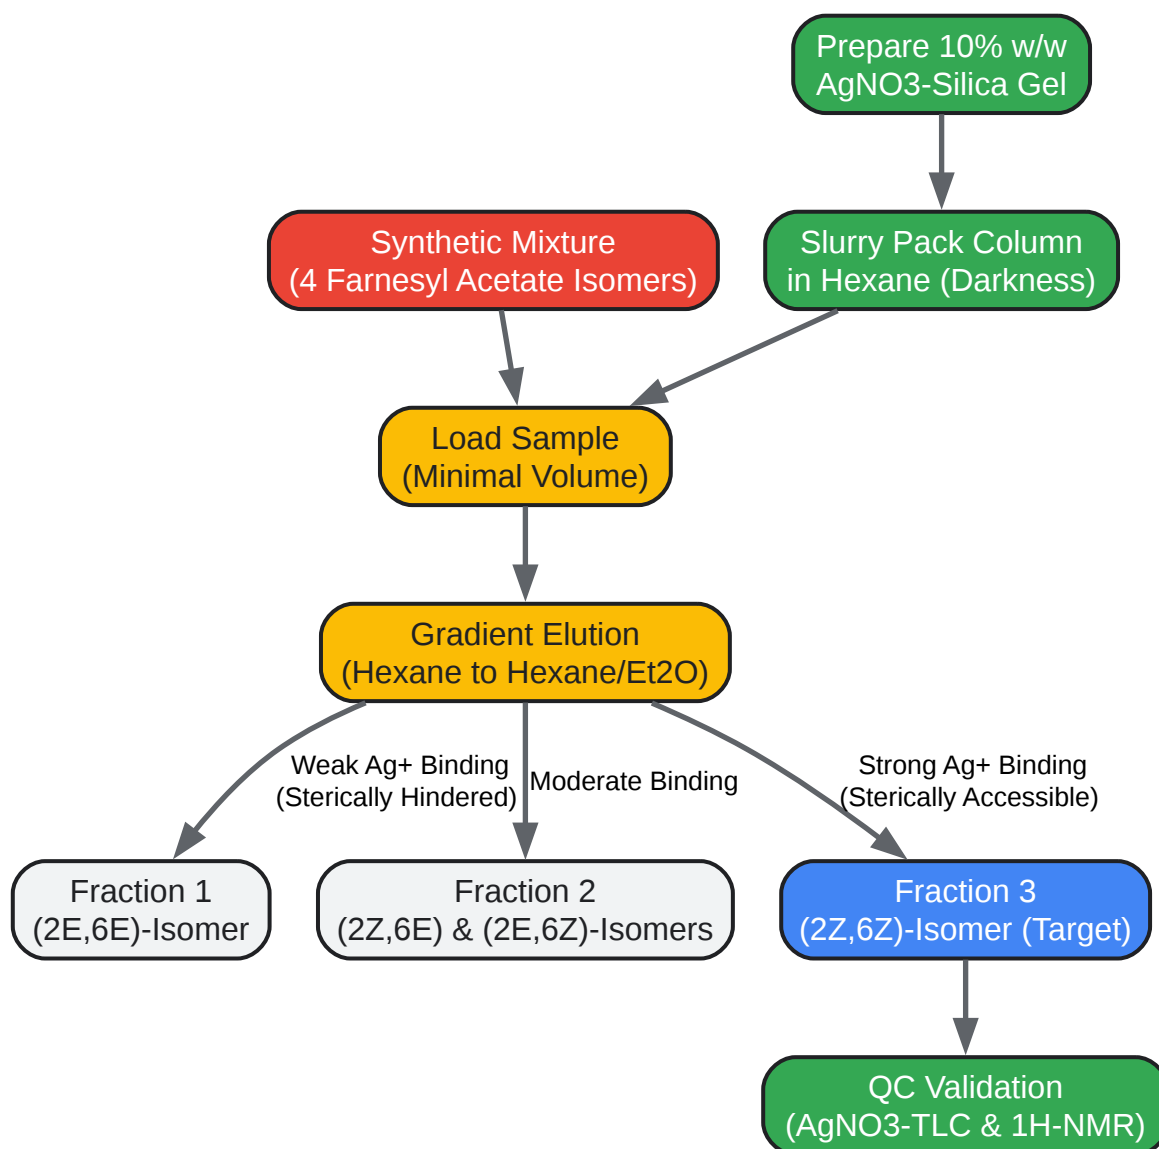 Prepare 10% w/w
AgNO3-Silica Gel
Synthetic Mixture
(4 Farnesyl Acetate Isomers)
Slurry Pack Column
in Hexane (Darkness)
Load Sample
(Minimal Volume)
Gradient Elution
(Hexane to Hexane/Et2O)
Weak Ag+ Binding
(Sterically Hindered)
Moderate Binding
Strong Ag+ Binding
(Sterically Accessible)
Fraction 1
(2E,6E)-Isomer
Fraction 2
(2Z,6E) & (2E,6Z)-Isomers
Fraction 3
(2Z,6Z)-Isomer (Target)
QC Validation
(AgNO3-TLC & 1H-NMR)